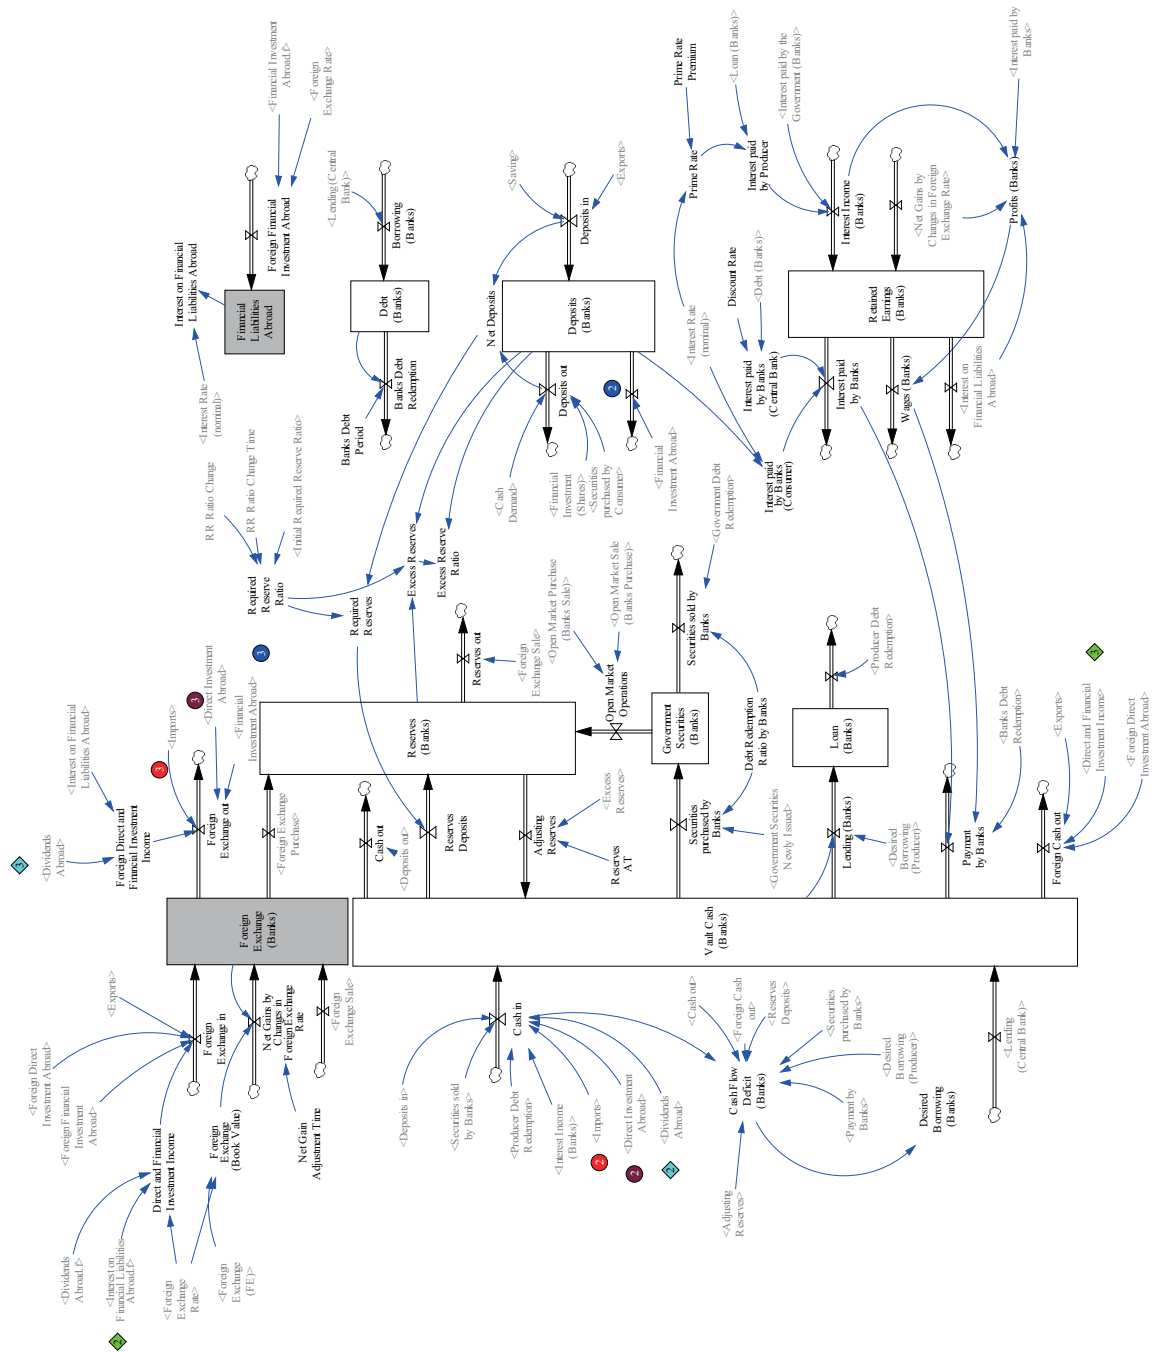 3
<Dividends
Abroad>
<Interest on Financial
Liabilities Abroad>
Foreign Direct and
Financial Investment
Income
3
<Imports>
3
<Direct Investment
Abroad>
Foreign
Exchange out
<Financial
Investment Abroad>
3
<Foreign Exchange
Purchase>
Foreign
Exchange
(Banks)
2
<Dividends
Abroad.f>
<Interest on
Financial Liabilities
Abroad.f>
<Foreign
Exchange
Rate>
<Foreign
Exchange
(FE)>
<Foreign Direct
Investment Abroad>
<Foreign Financial
Investment
Abroad>
<Exports>
Direct and Financial
Investment Income
Foreign
Exchange
(Book Value)
Foreign
Exchange in
Net Gains by
Changes in
Foreign Exchange
Rate
Net Gain
Adjustment Time
<Foreign
Exchange Sale>
<Interest Rate
(nominal)>
Interest on Financial
Liabilities Abroad
Financial
Liabilities
Abroad
Foreign Financial
Investment Abroad
<Financial Investment
Abroad.f>
<Foreign
Exchange Rate>
RR Ratio Change
RR Ratio Change Time
<Initial Required Reserve Ratio>
Required
Reserve
Ratio
Required
Reserves
Excess Reserves
Excess Reserve
Ratio
<Lending (Central
Bank)>
Borrowing
(Banks)
Debt
(Banks)
Banks Debt
Redemption
Banks Debt
Period
Reserves
(Banks)
Reserves out
<Foreign
Exchange Sale>
Cash out
<Deposits out>
Reserves
Deposits
Adjusting
Reserves
<Excess
Reserves>
Reserves
AT
Net Deposits
<Saving>
Deposits in
<Exports>
Deposits
(Banks)
Deposits out
<Cash
Demand>
<Financial
Investment
(Shares)>
<Securities
purchased by
Consumer>
2
<Financial
Investment Abroad>
<Open Market Purchase
(Banks Sale)>
<Open Market Sale
(Banks Purchase)>
Open Market
Operations
Government
Securities
(Banks)
Securities sold by
Banks
<Government Debt
Redemption>
Securities
purchased by
Banks
Debt Redemption
Ratio by Banks
<Government Securities
Newly Issued>
Vault Cash
(Banks)
<Deposits in>
<Securities sold
by Banks>
Cash in
<Producer Debt
Redemption>
<Interest Income
(Banks)>
<Imports>
2
<Direct Investment
Abroad>
2
<Dividends
Abroad>
2
<Cash out>
<Foreign Cash
out>
<Reserves
Deposits>
<Securities
purchased by
Banks>
Cash Flow
Deficit
(Banks)
<Adjusting
Reserves>
<Payment by
Banks>
<Desired
Borrowing
(Producer)>
Desired
Borrowing
(Banks)
<Lending
(Central Bank)>
Loan
(Banks)
Lending (Banks)
<Desired
Borrowing
(Producer)>
<Producer Debt
Redemption>
Payment
by Banks
<Banks Debt
Redemption>
Foreign Cash out
<Exports>
<Direct and Financial
Investment Income>
3
<Foreign Direct
Investment Abroad>
Prime Rate
Premium
Prime Rate
<Interest Rate
(nominal)>
<Loan (Banks)>
Interest paid
by Producer
<Interest paid by the
Government (Banks)>
Discount Rate
<Debt (Banks)>
Interest paid
by Banks
(Central Bank)
Interest paid
by Banks
(Consumer)
Interest paid
by Banks
Interest Income
(Banks)
Retained
Earnings
(Banks)
Wages (Banks)
<Net Gains by
Changes in Foreign
Exchange Rate>
<Interest on
Financial Liabilities
Abroad>
Profits (Banks)
<Interest paid by
Banks>